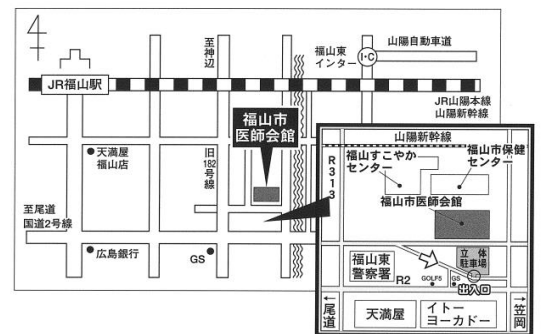 4
至神辺
福山東
インター
I・C
山陽自動車道
JR福山駅
JR山陽本線
山陽新幹線
福山市
医師会館
天満屋
福山店
旧182号線
至尾道
国道2号線
広島銀行
GS
山陽新幹線
R313
福山すこやか
センター
福山市保健
センター
福山市医師会館
福山東
警察署
R2
GOLF5
GS
立体
駐車場
出入口
←尾道
天満屋
イトー
ヨーカドー
→笠岡